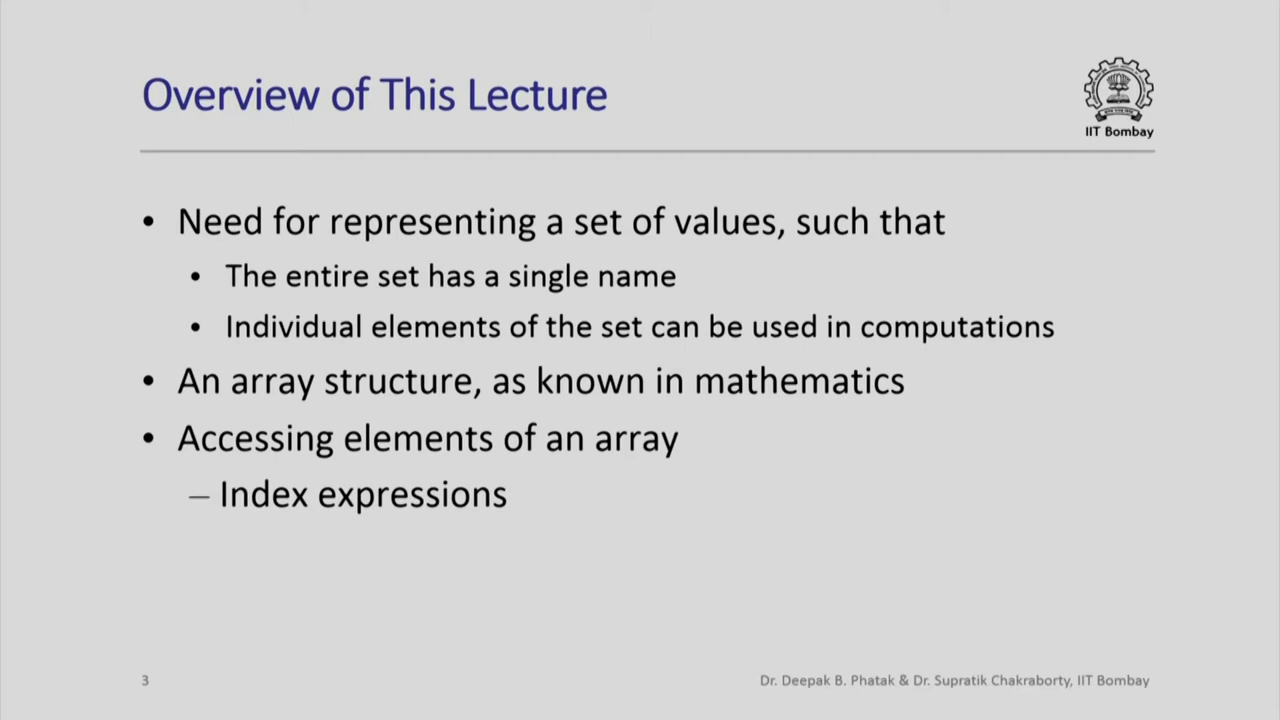 Overview of This Lecture
IIT Bombay
• Need for representing a set of values, such that
• The entire set has a single name
• Individual elements of the set can be used in computations
• An array structure, as known in mathematics
• Accessing elements of an array
– Index expressions
3
Dr. Deepak B. Phatak & Dr. Supratik Chakraborty, IIT Bombay